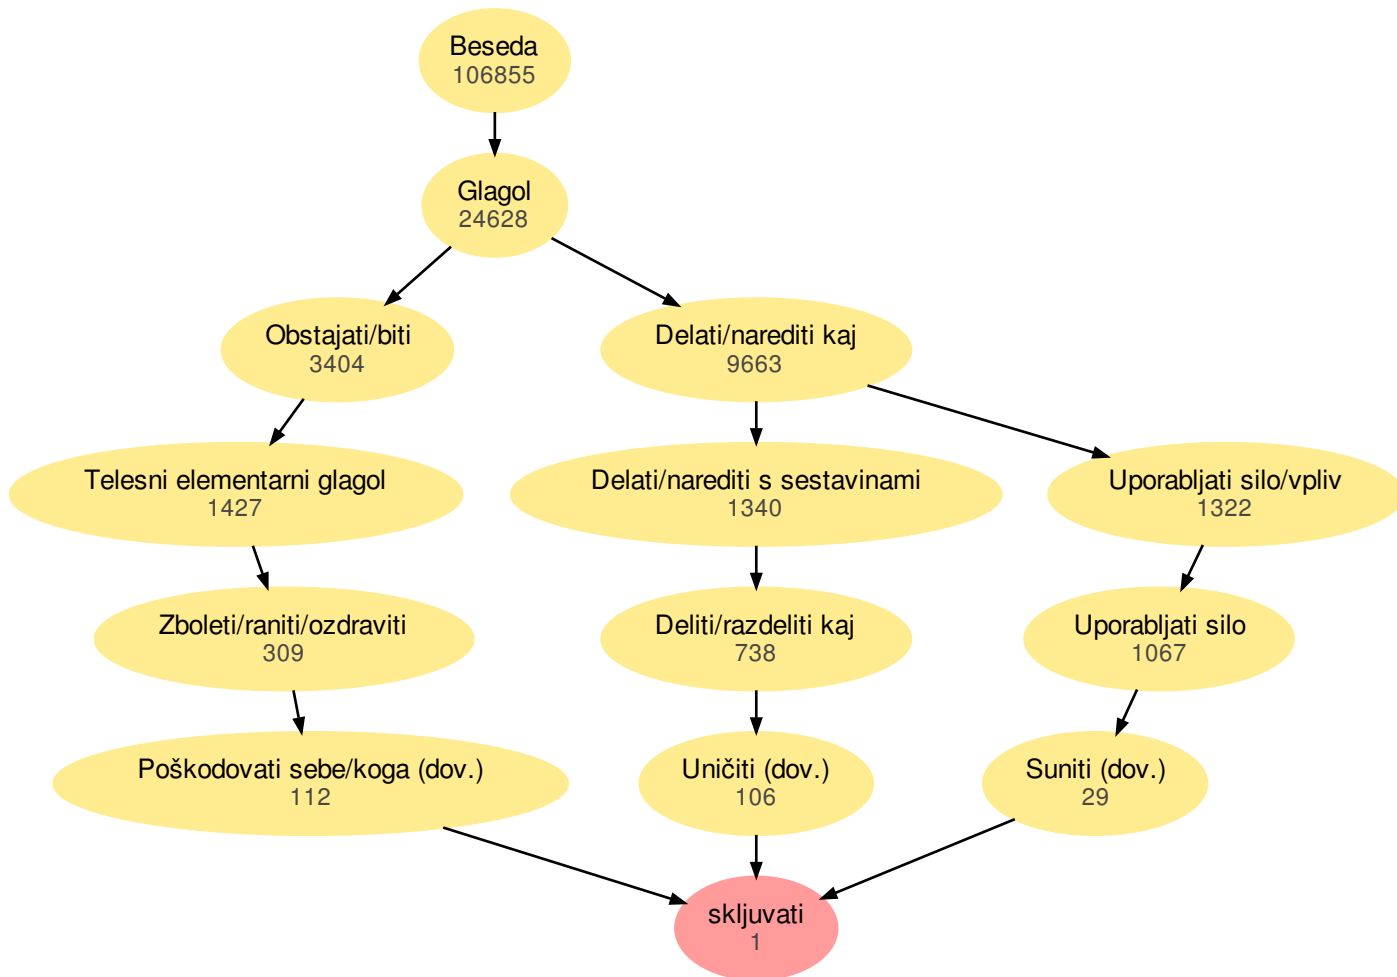 Beseda
106855
Glagol
24628
Obstajati/biti
3404
Delati/narediti kaj
9663
Telesni elementarni glagol
1427
Delati/narediti s sestavinami
1340
Uporabljati silo/vpliv
1322
Zboleti/raniti/ozdraviti
309
Deliti/razdeliti kaj
738
Uporabljati silo
1067
Poškodovati sebe/koga (dov.)
112
Uničiti (dov.)
106
Suniti (dov.)
29
skljuvati
1